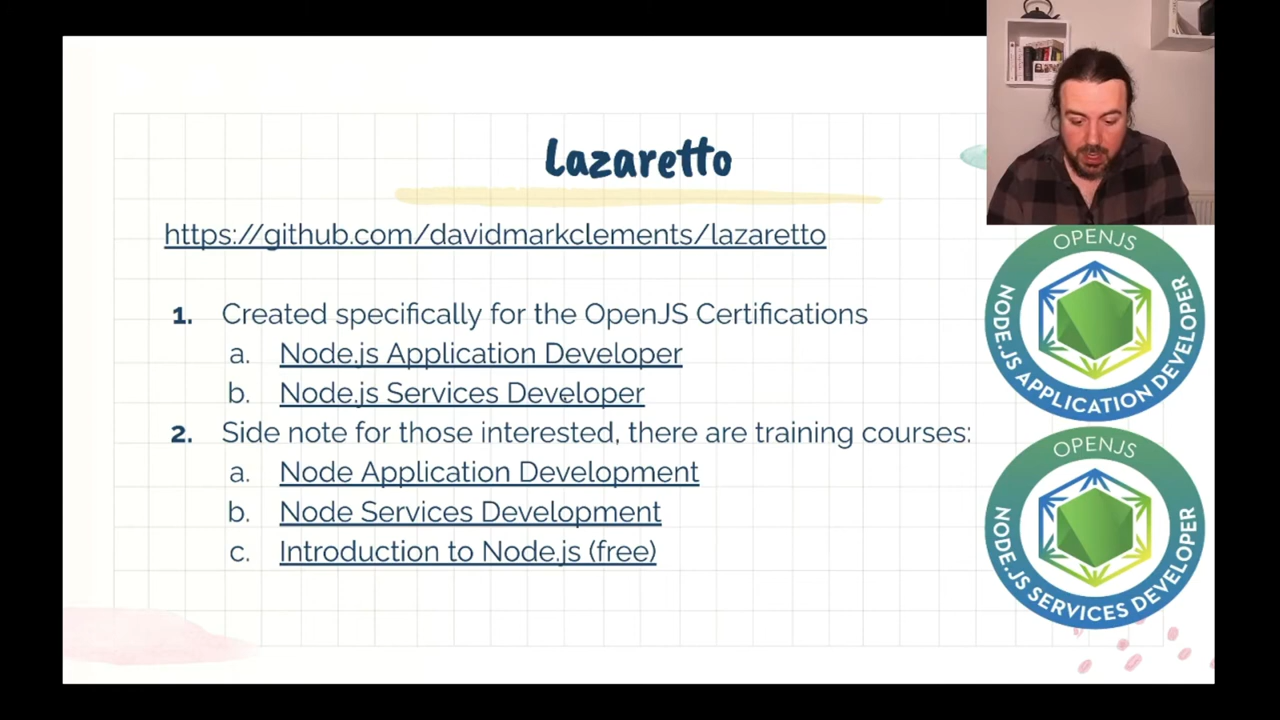 Lazaretto
https://github.com/davidmarkclements/lazaretto
1. Created specifically for the OpenJS Certifications
a. Node.js Application Developer
b. Node.js Services Developer
2. Side note for those interested, there are training courses:
a. Node Application Development
b. Node Services Development
c. Introduction to Node.js (free)
OPENJS
NODE.JS APPLICATION DEVELOPER
OPENJS
NODE.JS SERVICES DEVELOPER